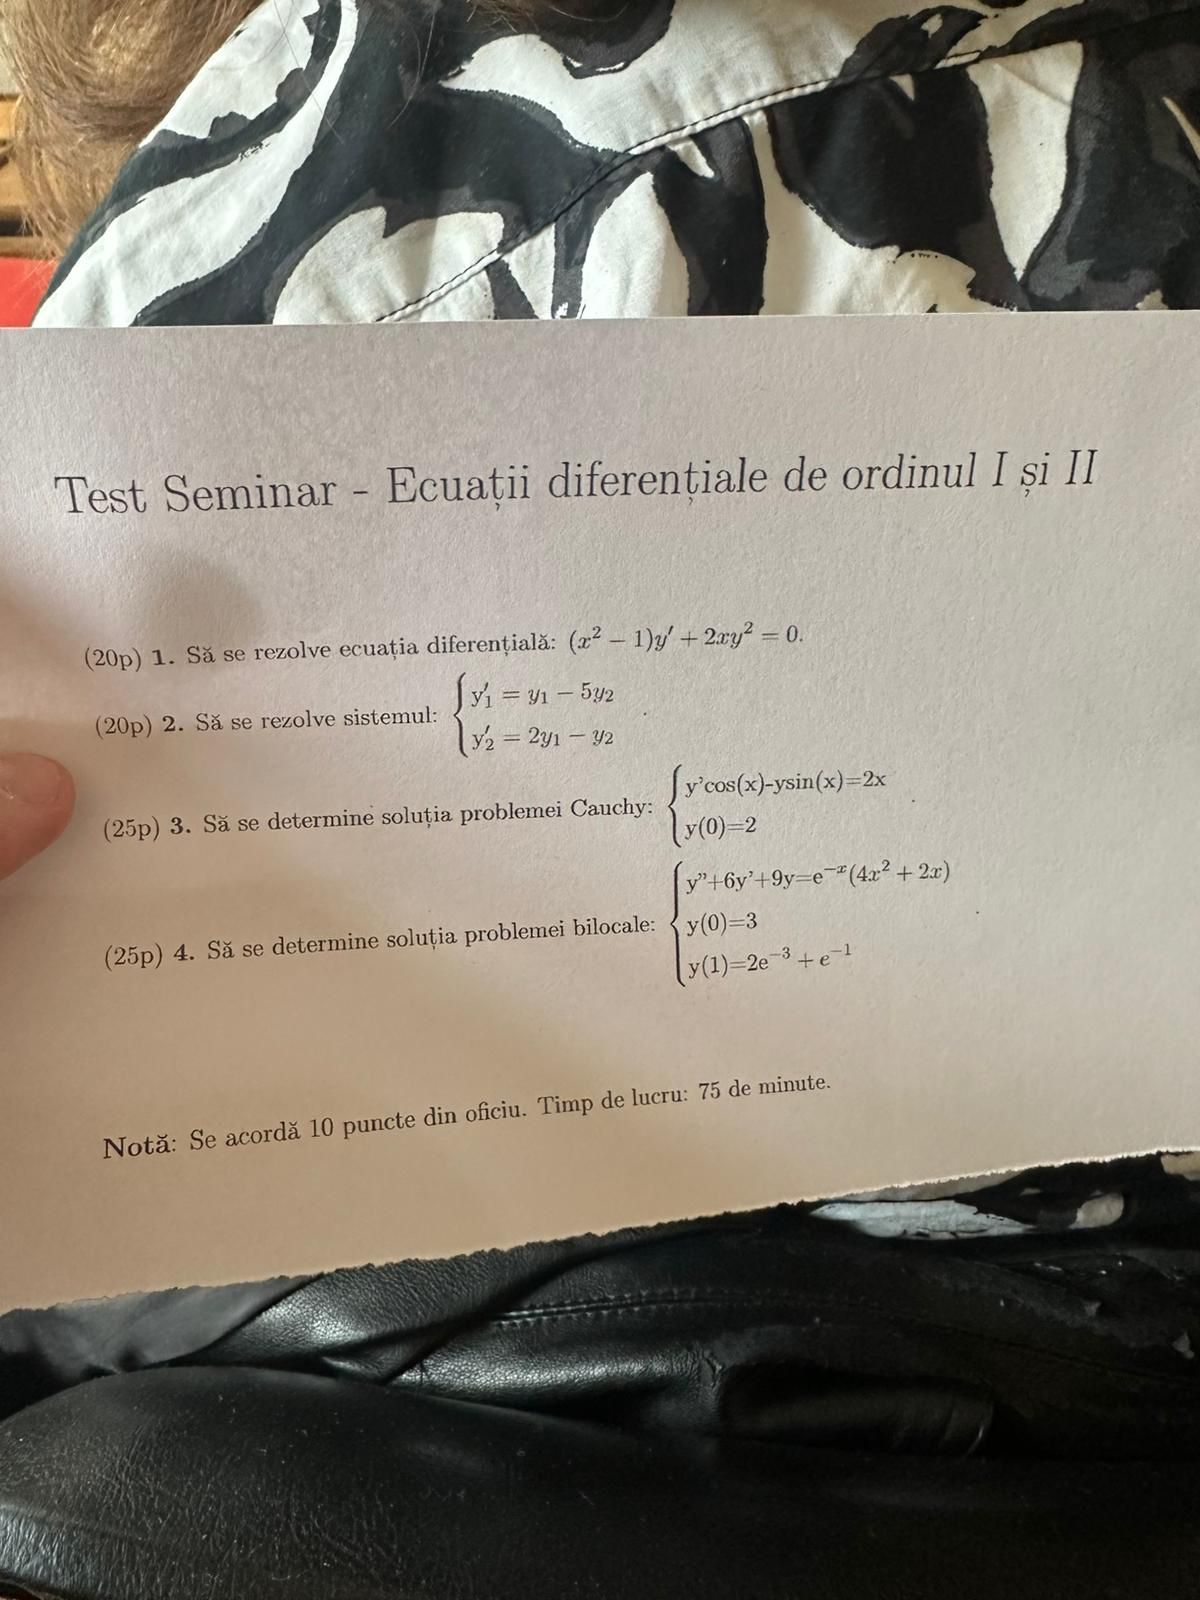 Test Seminar - Ecuații diferențiale de ordinul I și II
(20p) 1. Să se rezolve ecuația diferențială: (x² − 1)y′ + 2xy² = 0.
(20p) 2. Să se rezolve sistemul: { y′₁ = y₁ − 5y₂
y′₂ = 2y₁ − y₂ .
(25p) 3. Să se determine soluția problemei Cauchy: { y'cos(x)-ysin(x)=2x
y(0)=2 .
(25p) 4. Să se determine soluția problemei bilocale: { y"+6y'+9y=e⁻ˣ(4x² + 2x)
y(0)=3
y(1)=2e⁻³ + e⁻¹ .
Notă: Se acordă 10 puncte din oficiu. Timp de lucru: 75 de minute.